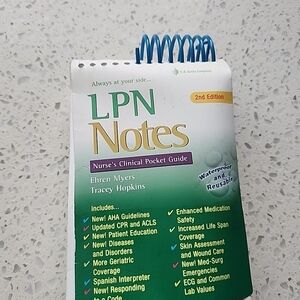 Always at your side...
F. A. Davis Company
2nd Edition
LPN
Notes
Nurse's Clinical Pocket Guide
Ehren Myers
Tracey Hopkins
Waterproof
and
Reusable
Includes...
✓ New! AHA Guidelines
✓ Updated CPR and ACLS
✓ New! Patient Education
✓ New! Diseases
and Disorders
✓ More Geriatric
Coverage
✓ Spanish Interpreter
✓ New! Responding
to a Code
✓ Enhanced Medication
Safety
✓ Increased Life Span
Coverage
✓ Skin Assessment
and Wound Care
✓ New! Med-Surg
Emergencies
✓ ECG and Common
Lab Values